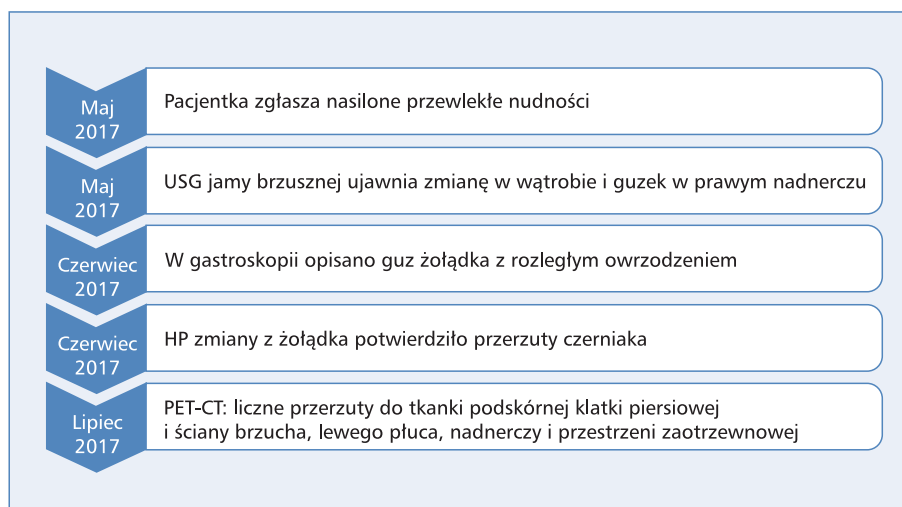 Maj
2017
Pacjentka zgłasza nasilone przewlekłe nudności
Maj
2017
USG jamy brzusznej ujawnia zmianę w wątrobie i guzek w prawym nadnerczu
Czerwiec
2017
W gastroskopii opisano guz żołądka z rozległym owrzodzeniem
Czerwiec
2017
HP zmiany z żołądka potwierdziło przerzuty czerniaka
Lipiec
2017
PET-CT: liczne przerzuty do tkanki podskórnej klatki piersiowej
i ściany brzucha, lewego płuca, nadnerczy i przestrzeni zaotrzewnowej